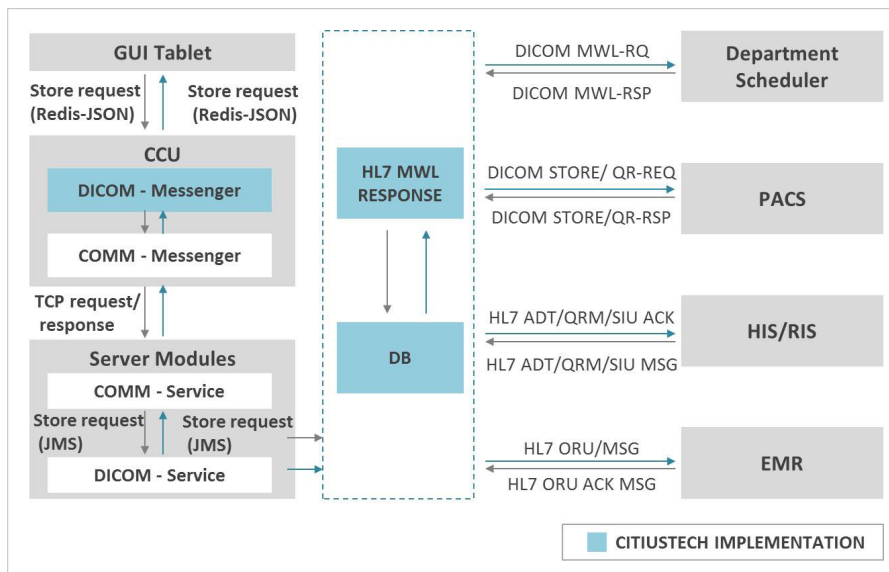 GUI Tablet
Store request
(Redis-JSON)
Store request
(Redis-JSON)
CCU
DICOM - Messenger
COMM - Messenger
TCP request/
response
Server Modules
COMM - Service
Store request
(JMS)
Store request
(JMS)
DICOM - Service
HL7 MWL
RESPONSE
DB
DICOM MWL-RQ
DICOM MWL-RSP
DICOM STORE/ QR-REQ
DICOM STORE/QR-RSP
HL7 ADT/QRM/SIU ACK
HL7 ADT/QRM/SIU MSG
HL7 ORU/MSG
HL7 ORU ACK MSG
Department
Scheduler
PACS
HIS/RIS
EMR
CITIUSTECH IMPLEMENTATION